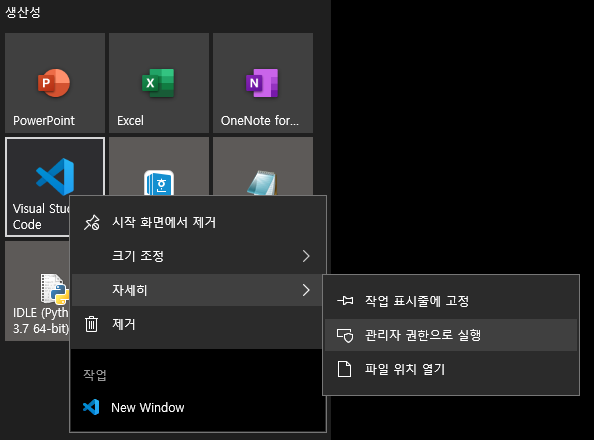 생산성
PowerPoint
Excel
OneNote for...
Visual Stu
Code
IDLE (Pyth
3.7 64-bit)
시작 화면에서 제거
크기 조정
자세히
제거
작업
New Window
작업 표시줄에 고정
관리자 권한으로 실행
파일 위치 열기